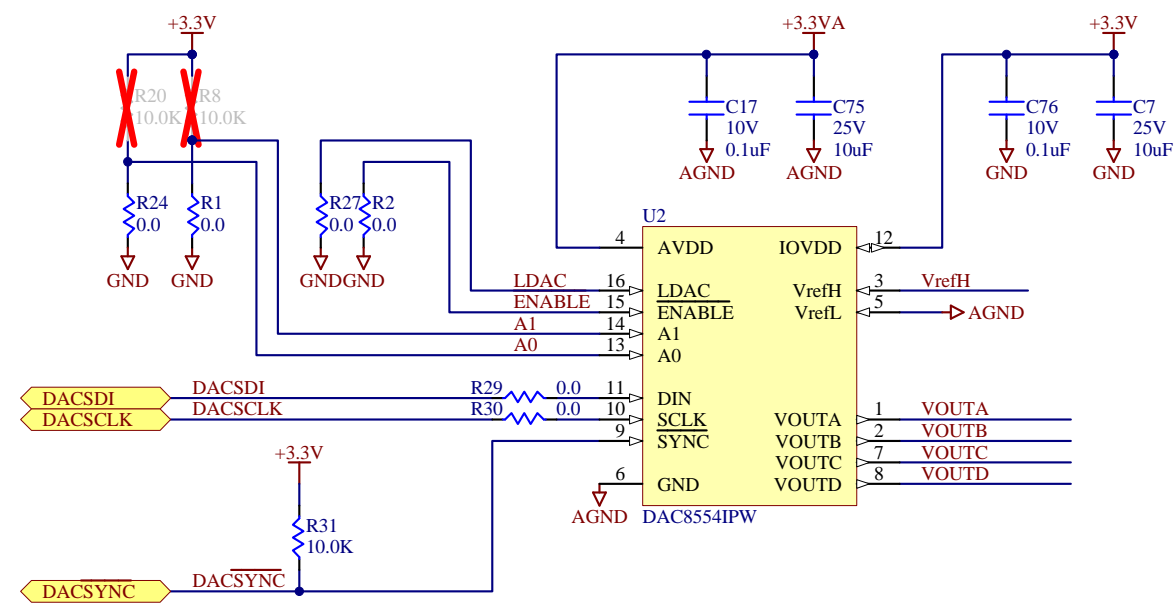 +3.3V
+3.3VA
+3.3V
R20
10.0K
R8
10.0K
C17
10V
0.1uF
C75
25V
10uF
C76
10V
0.1uF
C7
25V
10uF
AGND
AGND
GND
GND
R24
0.0
R1
0.0
R27
0.0
R2
0.0
GND
GND
GND
GND
U2
4
AVDD
IOVDD
12
LDAC
16
LDAC
VrefH
3
VrefH
ENABLE
15
ENABLE
VrefL
5
AGND
A1
14
A1
A0
13
A0
DACSDI
DACSDI
R29
0.0
11
DIN
DACSCLK
DACSCLK
R30
0.0
10
SCLK
VOUTA
1
VOUTA
9
SYNC
VOUTB
2
VOUTB
VOUTC
7
VOUTC
6
GND
VOUTD
8
VOUTD
AGND
DAC8554IPW
+3.3V
R31
10.0K
DACSYNC
DACSYNC